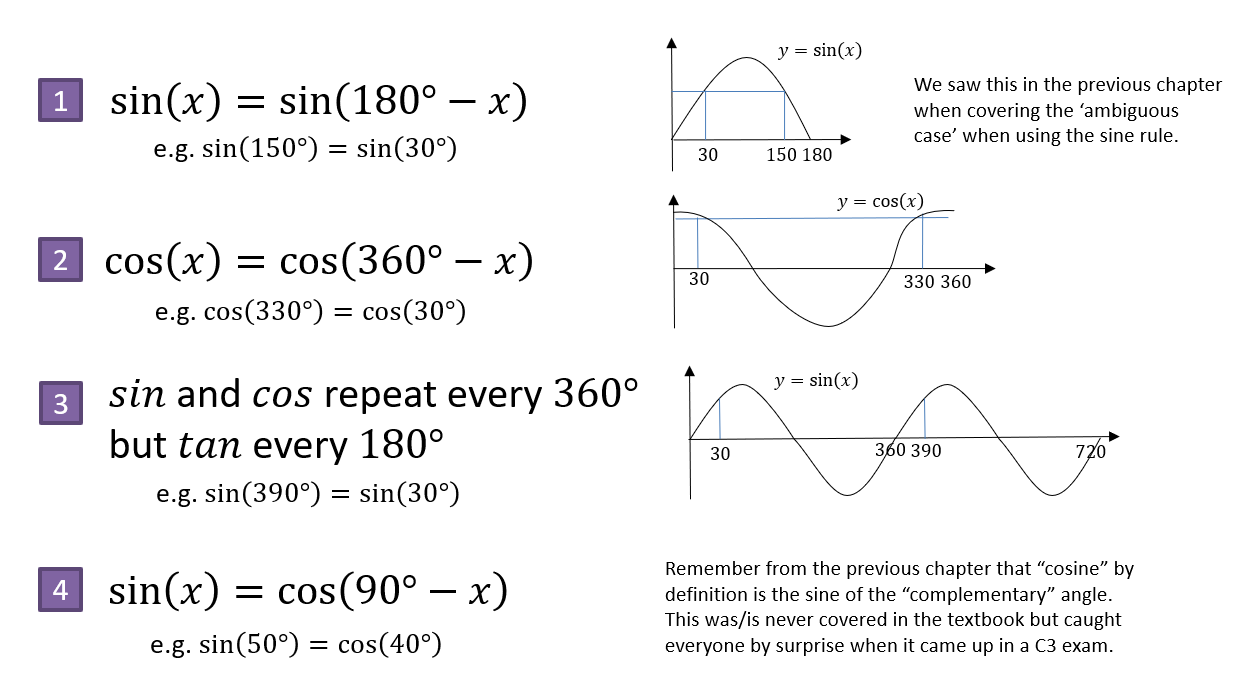 1
sin(𝑥) = sin(180° − 𝑥)
e.g. sin(150°) = sin(30°)
𝑦 = sin(𝑥)
30
150 180
We saw this in the previous chapter
when covering the ‘ambiguous
case’ when using the sine rule.
2
cos(𝑥) = cos(360° − 𝑥)
e.g. cos(330°) = cos(30°)
𝑦 = cos(𝑥)
30
330 360
3
𝑠𝑖𝑛 and 𝑐𝑜𝑠 repeat every 360°
but 𝑡𝑎𝑛 every 180°
e.g. sin(390°) = sin(30°)
𝑦 = sin(𝑥)
30
360 390
720
4
sin(𝑥) = cos(90° − 𝑥)
e.g. sin(50°) = cos(40°)
Remember from the previous chapter that “cosine” by
definition is the sine of the “complementary” angle.
This was/is never covered in the textbook but caught
everyone by surprise when it came up in a C3 exam.